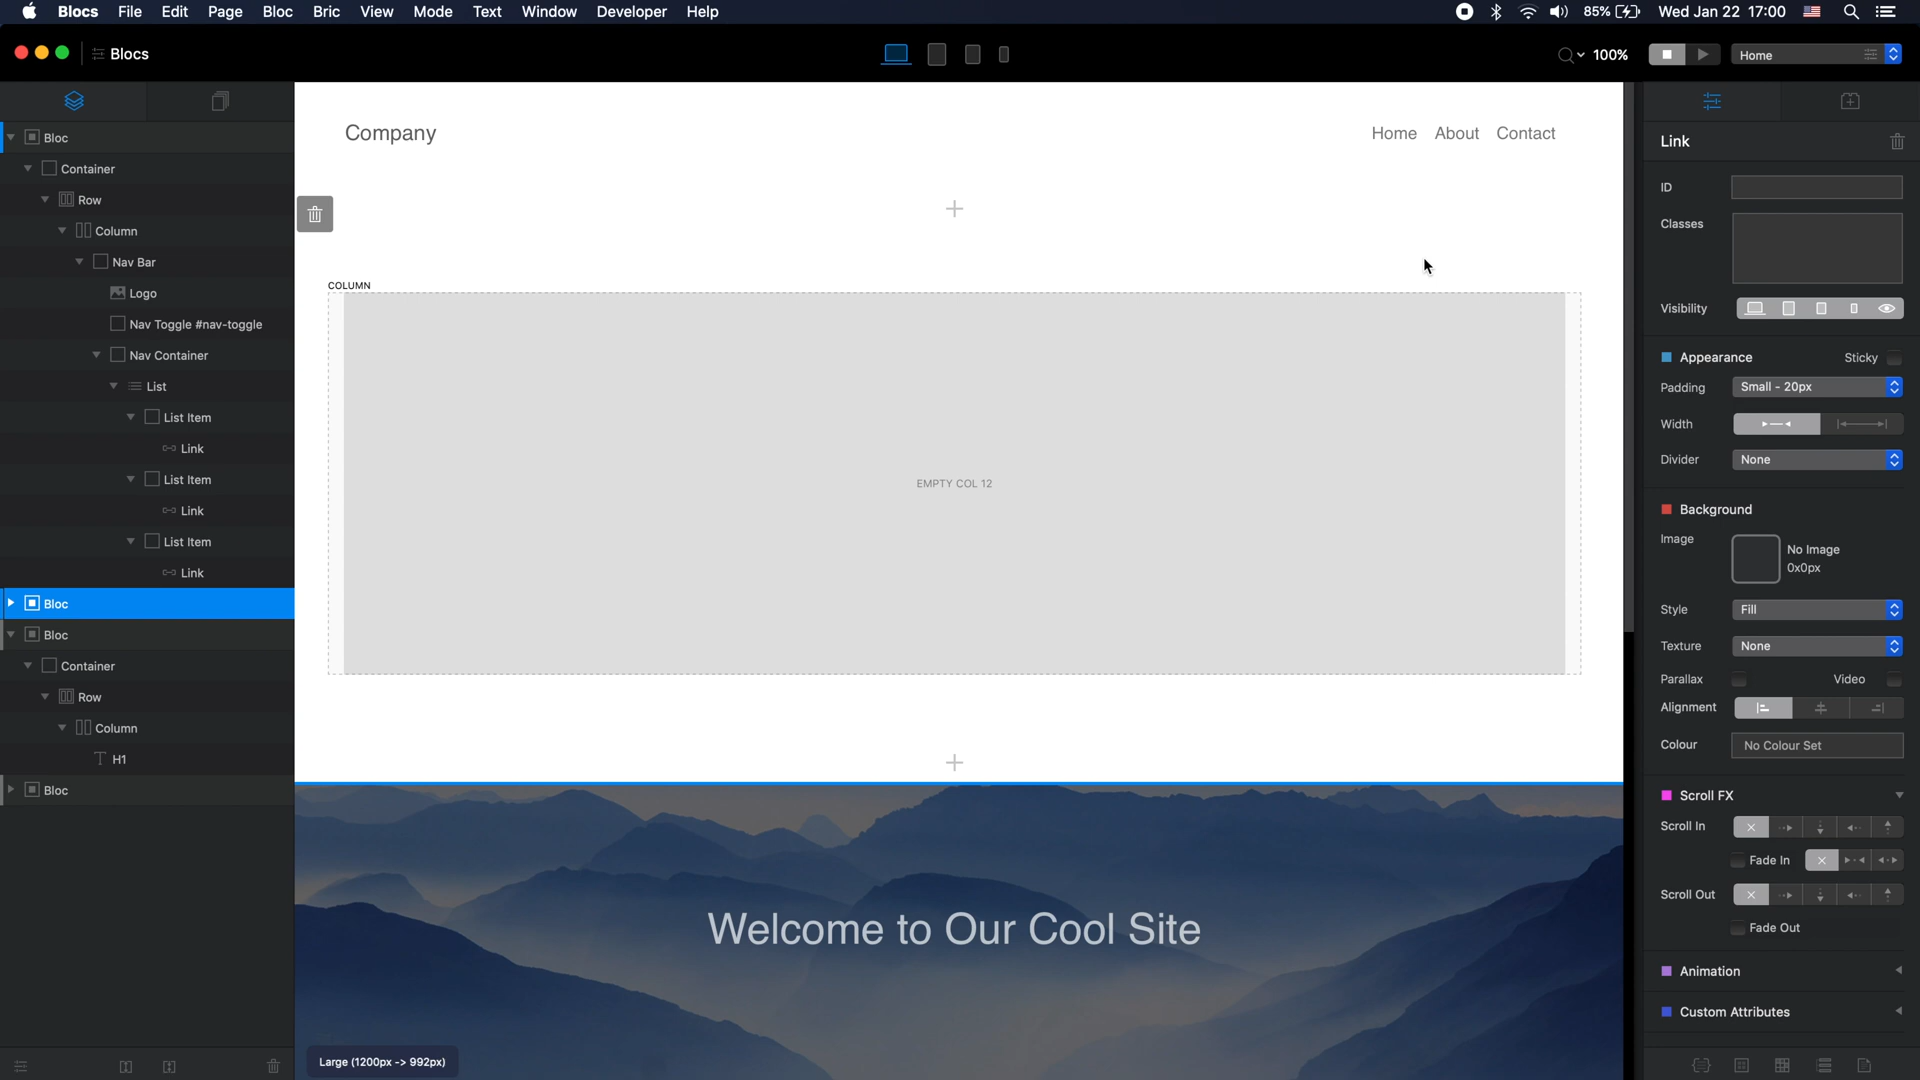 Blocs File Edit Page Bloc Bric View Mode Text Window Developer Help 85% Wed Jan 22 17:00
Blocs 100% Home
Bloc
Container
Row
Column
Nav Bar
Logo
Nav Toggle #nav-toggle
Nav Container
List
List Item
Link
List Item
Link
List Item
Link
Bloc
Bloc
Container
Row
Column
H1
Bloc
Company Home About Contact
COLUMN
EMPTY COL 12
Welcome to Our Cool Site
Large (1200px -> 992px)
Link
ID
Classes
Visibility
Appearance Sticky
Padding Small - 20px
Width
Divider None
Background
Image No Image
0x0px
Style Fill
Texture None
Parallax Video
Alignment
Colour No Colour Set
Scroll FX
Scroll In
Fade In
Scroll Out
Fade Out
Animation
Custom Attributes